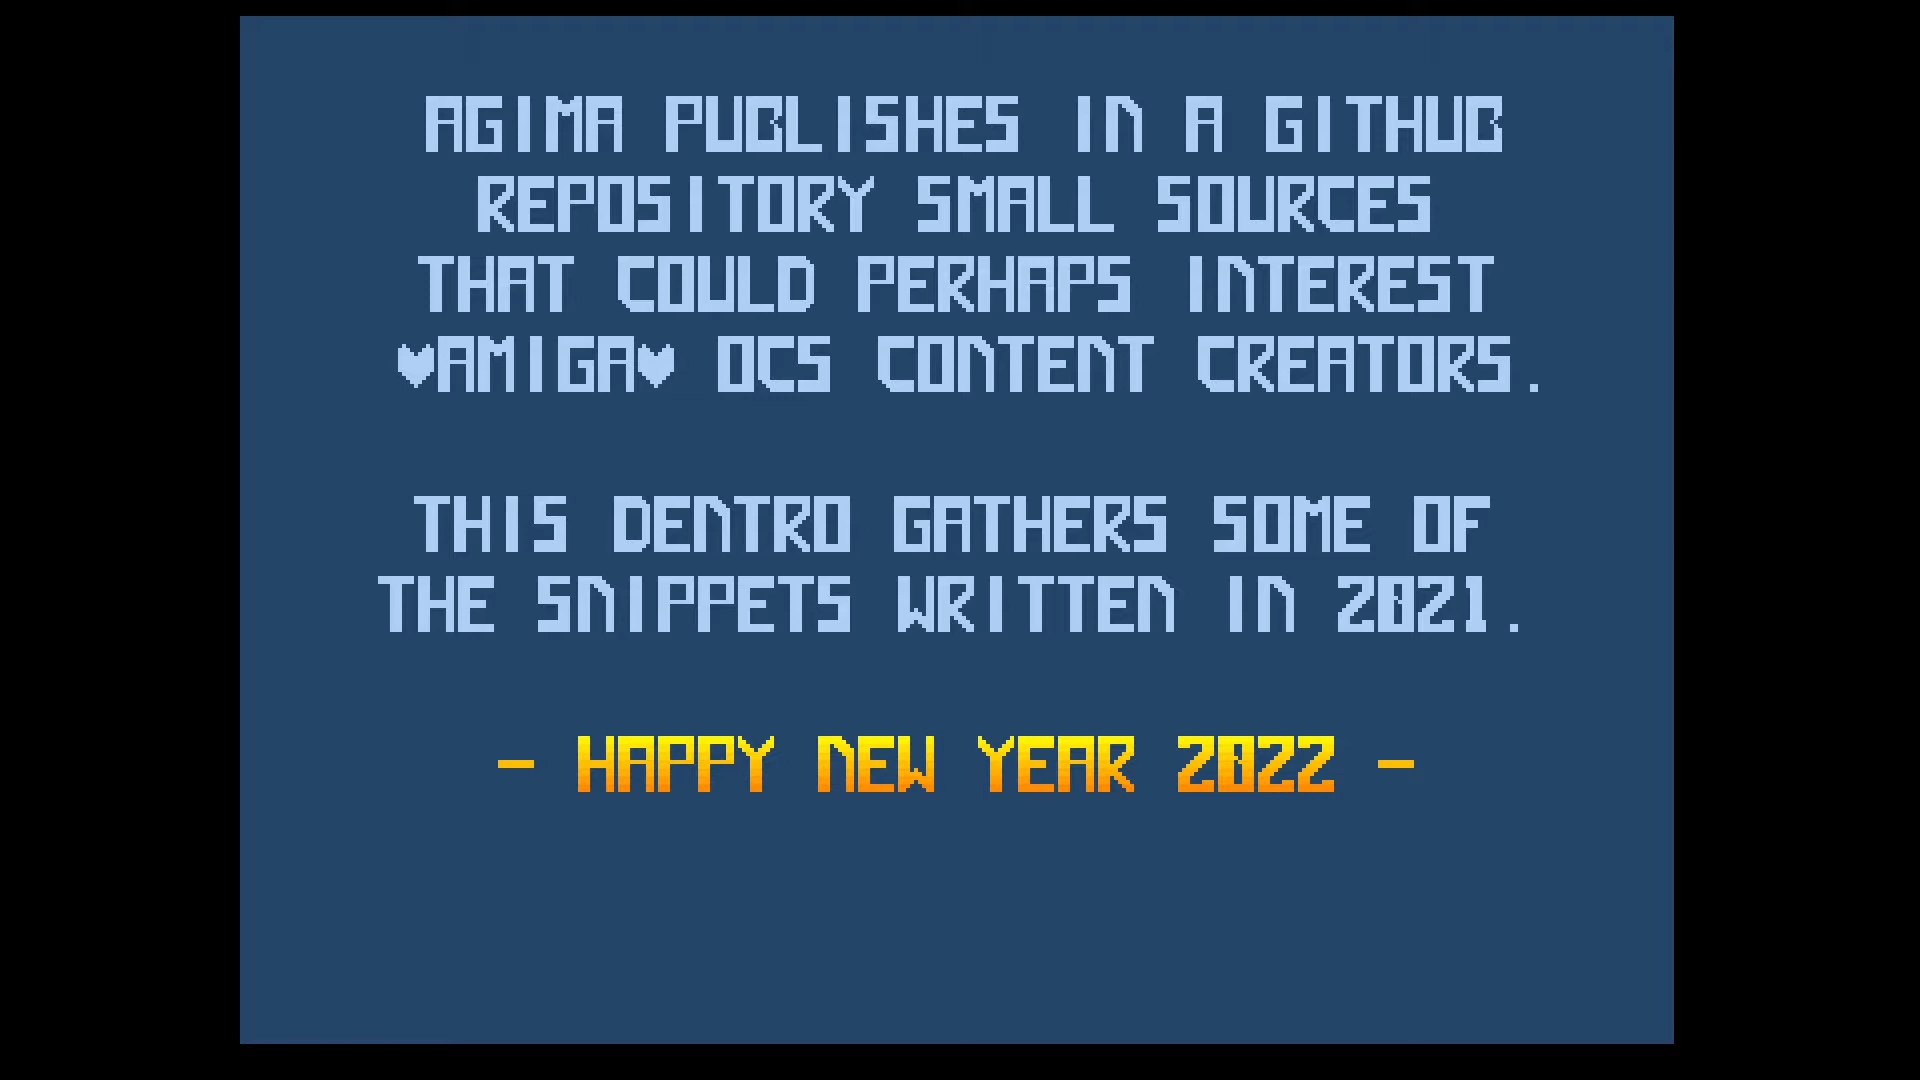 AGIMA PUBLISHES IN A GITHUB
REPOSITORY SMALL SOURCES
THAT COULD PERHAPS INTEREST
♥AMIGA♥ OCS CONTENT CREATORS.
THIS DENTRO GATHERS SOME OF
THE SNIPPETS WRITTEN IN 2021.
- HAPPY NEW YEAR 2022 -